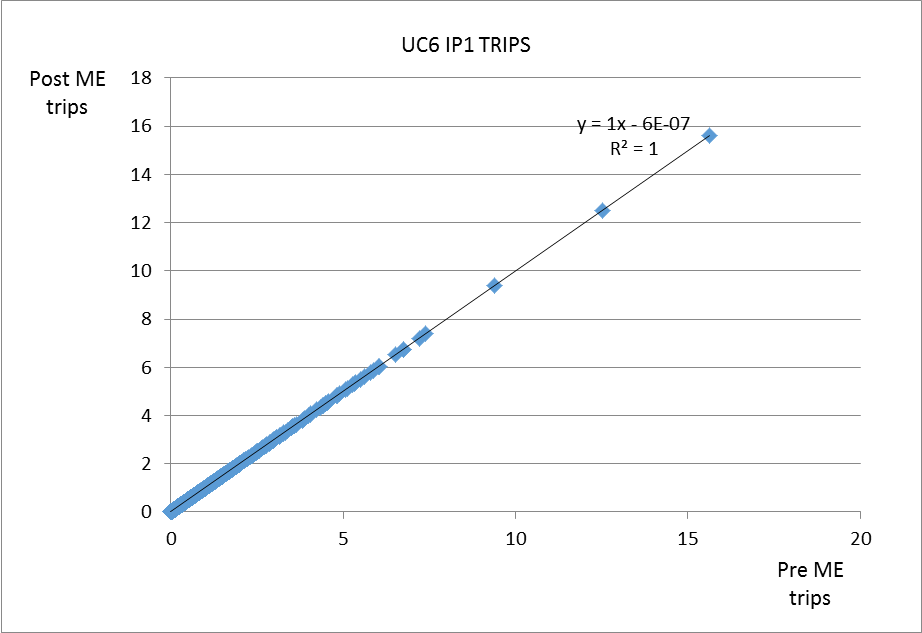 UC6 IP1 TRIPS
Post ME
trips
18
16
14
12
10
8
6
4
2
0
y = 1x - 6E-07
R² = 1
0
5
10
15
20
Pre ME
trips